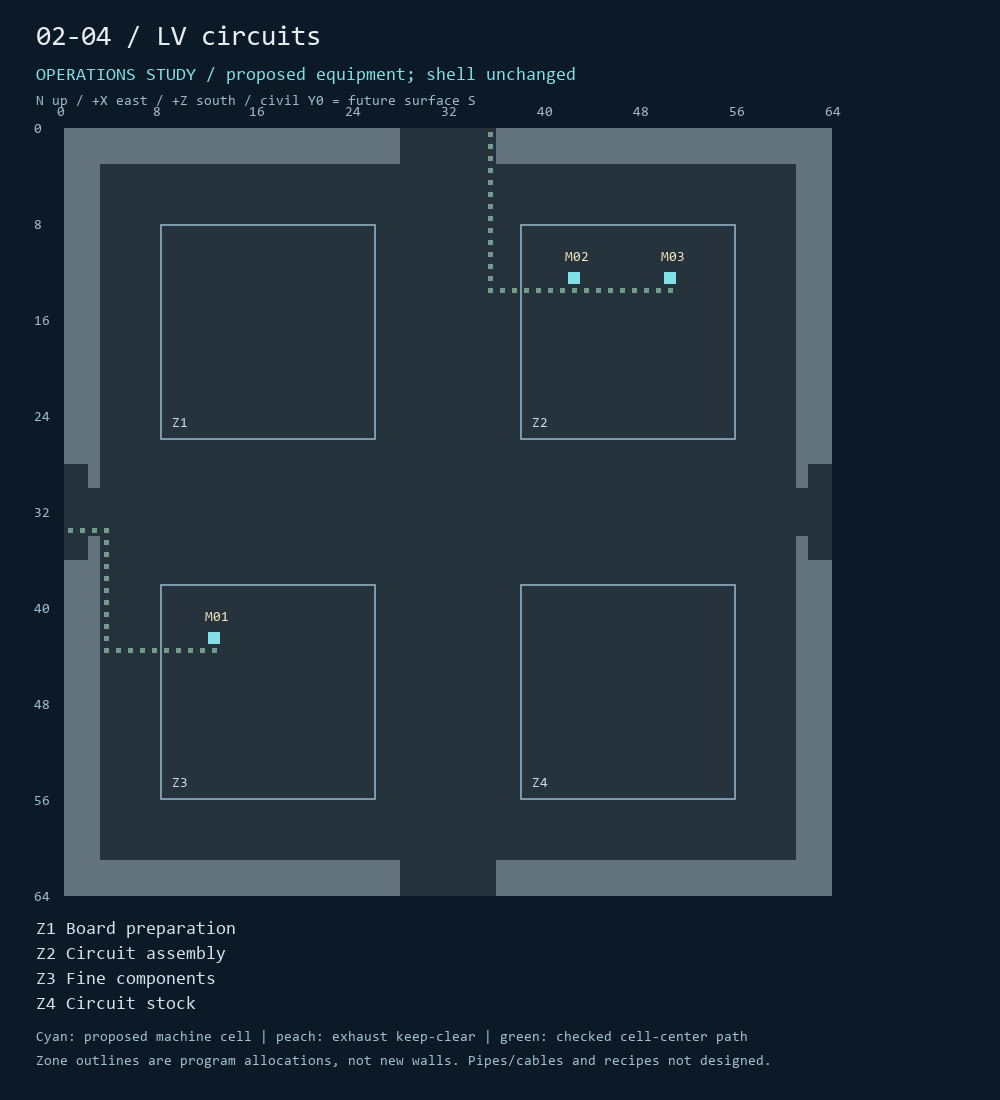 02-04 / LV circuits
OPERATIONS STUDY / proposed equipment; shell unchanged
N up / +X east / +Z south / civil Y0 = future surface S
0 8 16 24 32 40 48 56 64
0
8
M02 M03
16
24
Z1 Z2
32
40
M01
48
Z3 Z4
56
64
Z1 Board preparation
Z2 Circuit assembly
Z3 Fine components
Z4 Circuit stock
Cyan: proposed machine cell | peach: exhaust keep-clear | green: checked cell-center path
Zone outlines are program allocations, not new walls. Pipes/cables and recipes not designed.